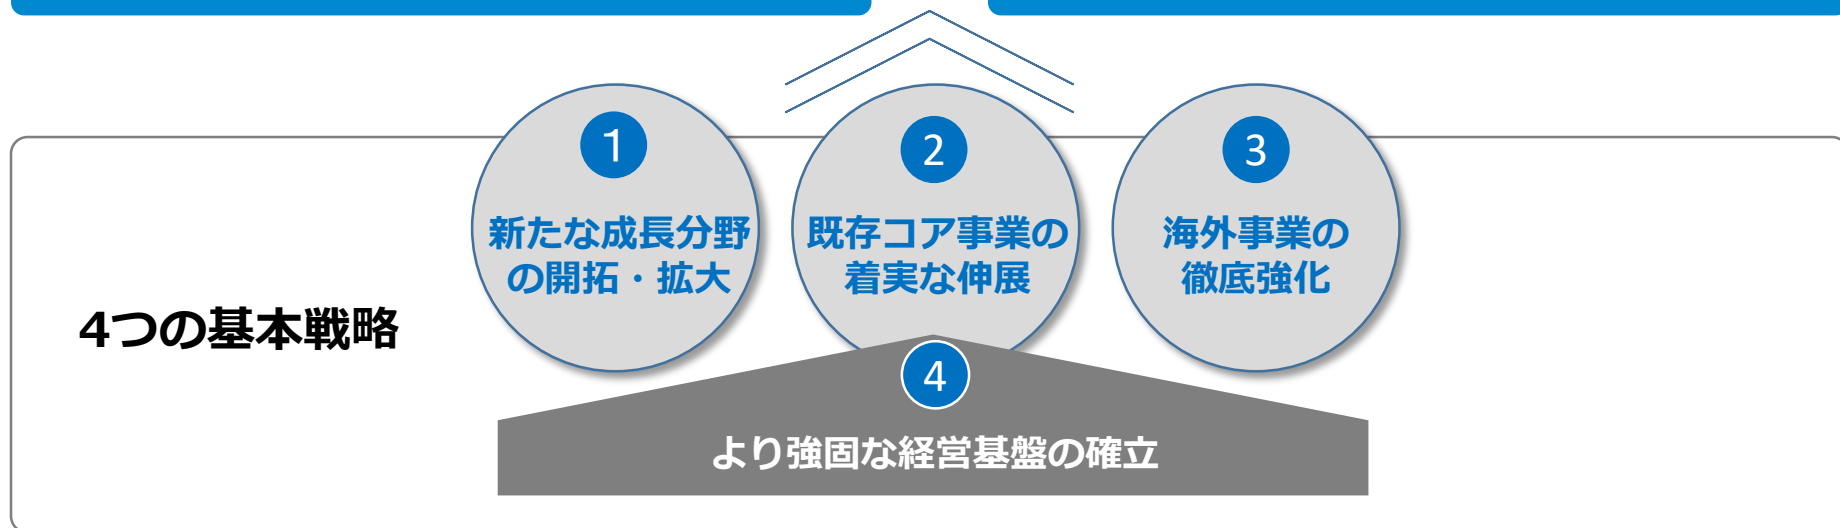 1
新たな成長分野
の開拓・拡大
2
既存コア事業の
着実な伸展
3
海外事業の
徹底強化
4つの基本戦略
4
より強固な経営基盤の確立